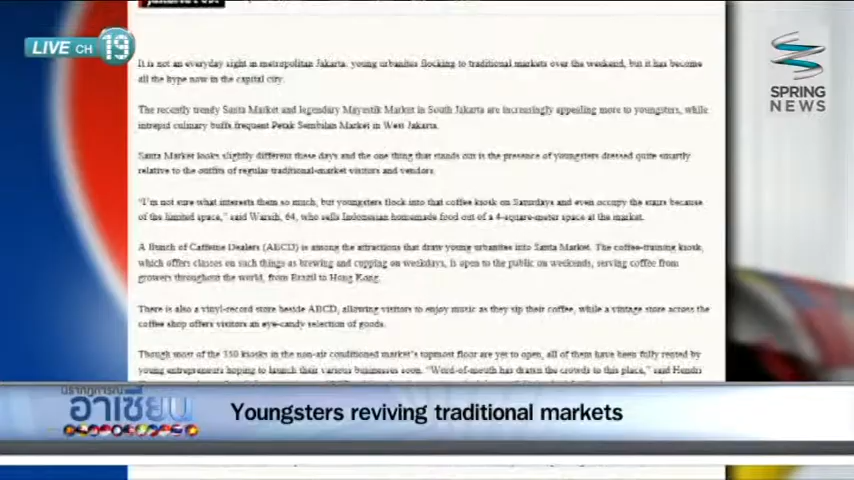 Jakarta Post
LIVE CH 19
SPRING
NEWS
It is not an everyday sight in metropolitan Jakarta: young urbanites flocking to traditional markets over the weekend, but it has become
all the hype now in the capital city.
The recently trendy Santa Market and legendary Mayestik Market in South Jakarta are increasingly appealing more to youngsters, while
intrepid culinary buffs frequent Petak Sembilan Market in West Jakarta.
Santa Market looks slightly different these days and the one thing that stands out is the presence of youngsters dressed quite smartly
relative to the outfits of regular traditional-market visitors and vendors.
"I'm not sure what interests them so much, but youngsters flock into that coffee kiosk on Saturdays and even occupy the stairs because
of the limited space," said Warsih, 64, who sells Indonesian homemade food out of a 4-square-meter space at the market.
A Bunch of Caffeine Dealers (ABCD) is among the attractions that draw young urbanites into Santa Market. The coffee-training kiosk,
which offers classes on such things as brewing and cupping on weekdays, is open to the public on weekends, serving coffee from
growers throughout the world, from Brazil to Hong Kong.
There is also a vinyl-record store beside ABCD, allowing visitors to enjoy music as they sip their coffee, while a vintage store across the
coffee shop offers visitors an eye-candy selection of goods.
Though most of the 350 kiosks in the non-air conditioned market's topmost floor are yet to open, all of them have been fully rented by
young entrepreneurs hoping to launch their various businesses soon. "Word-of-mouth has drawn the crowds to this place," said Hendri
ปรากฏการณ์
อาเซียน
Youngsters reviving traditional markets